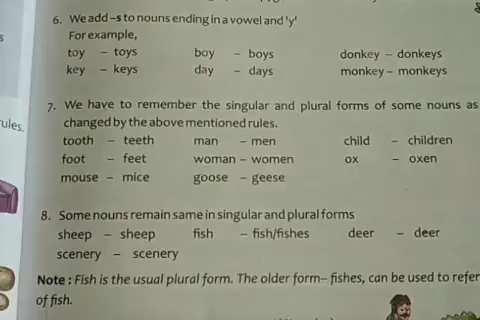 6. We add –s to nouns ending in a vowel and 'y'
For example,
toy – toys boy – boys donkey – donkeys
key – keys day – days monkey – monkeys
7. We have to remember the singular and plural forms of some nouns as
ules.
changed by the above mentioned rules.
tooth – teeth man – men child – children
foot – feet woman – women ox – oxen
mouse – mice goose – geese
8. Some nouns remain same in singular and plural forms
sheep – sheep fish – fish/fishes deer – deer
scenery – scenery
Note : Fish is the usual plural form. The older form– fishes, can be used to refer
of fish.